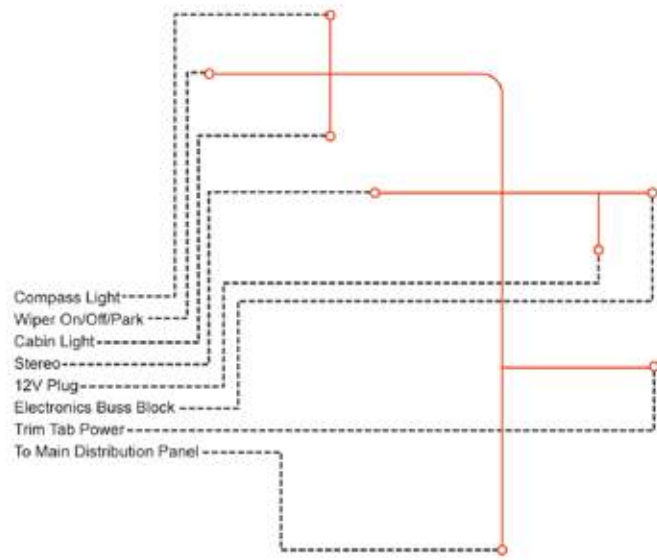 Compass Light
Wiper On/Off/Park
Cabin Light
Stereo
12V Plug
Electronics Buss Block
Trim Tab Power
To Main Distribution Panel